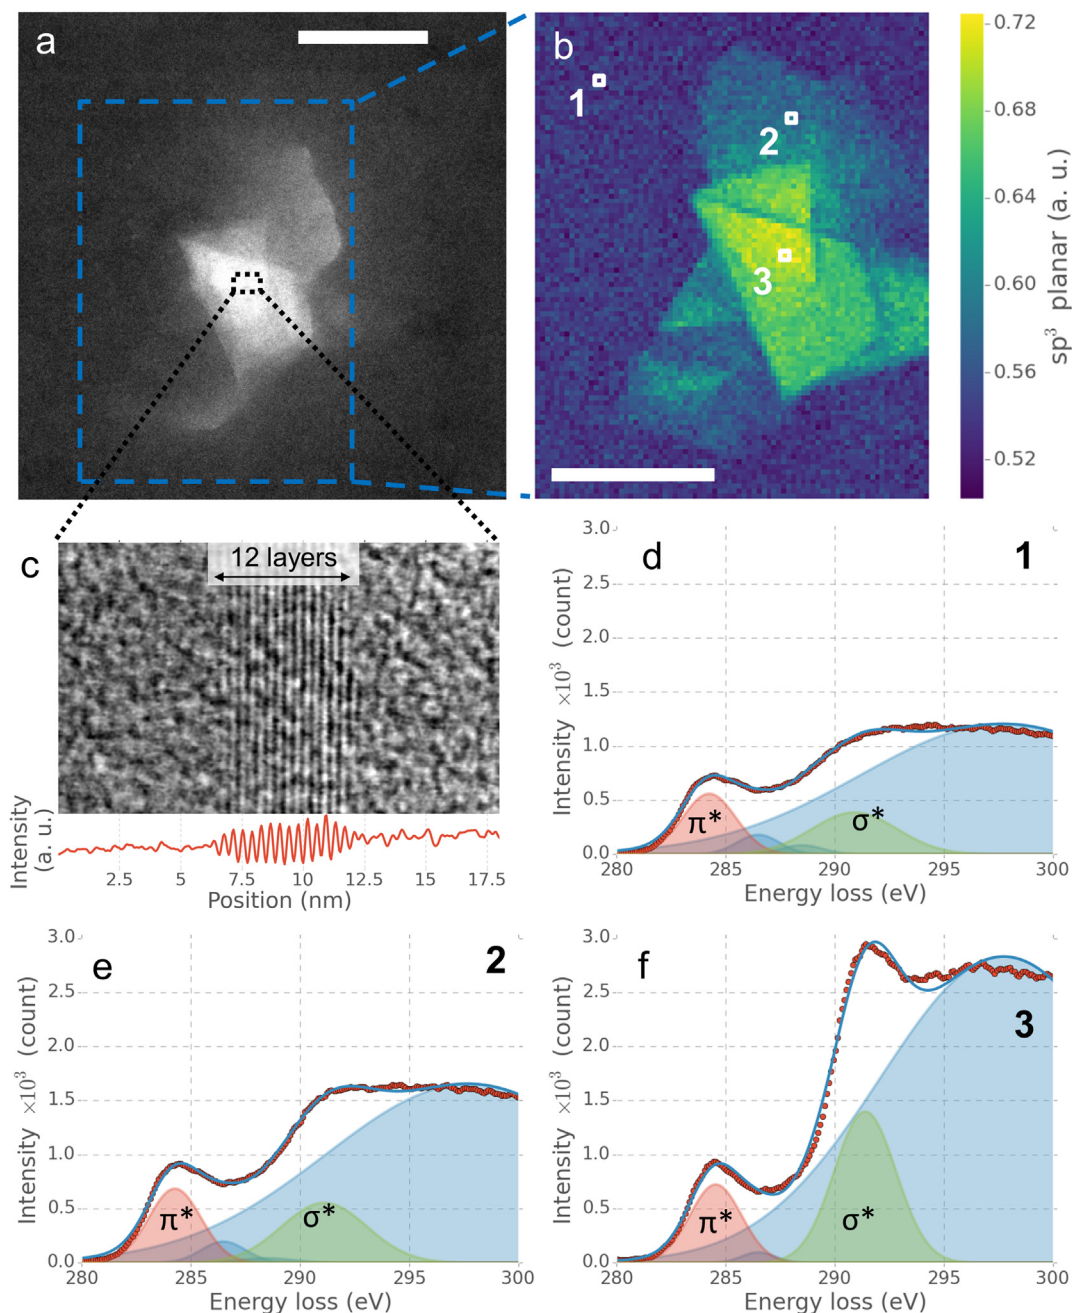 a
b
1
2
3
0.72
0.68
0.64
0.60
0.56
0.52
sp³ planar (a. u.)
c
12 layers
Intensity
(a. u.)
2.5
5
7.5
10
12.5
15
17.5
Position (nm)
d
1
3.0
2.5
2.0
1.5
1.0
0.5
0.0
Intensity ×10³ (count)
π*
σ*
280
285
290
295
300
Energy loss (eV)
e
2
3.0
2.5
2.0
1.5
1.0
0.5
0.0
Intensity ×10³ (count)
π*
σ*
280
285
290
295
300
Energy loss (eV)
f
3
3.0
2.5
2.0
1.5
1.0
0.5
0.0
Intensity ×10³ (count)
π*
σ*
280
285
290
295
300
Energy loss (eV)